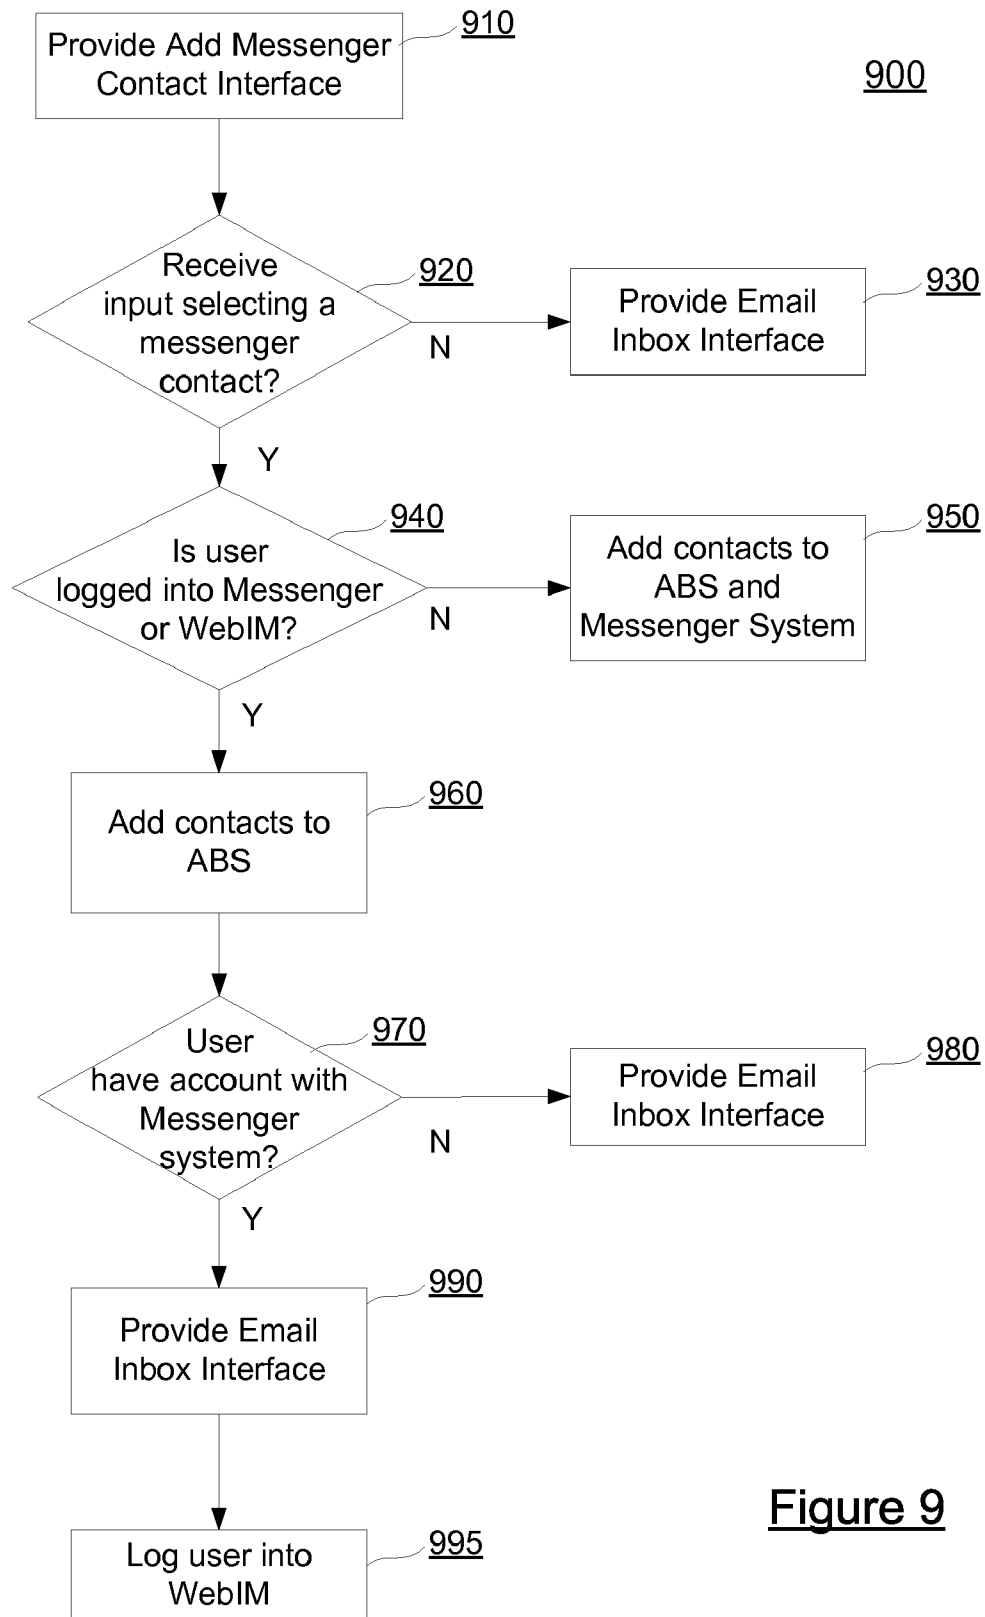 910
Provide Add Messenger
Contact Interface
900
Receive
input selecting a
messenger
contact?
920
N
Provide Email
Inbox Interface
930
Y
Is user
logged into Messenger
or WebIM?
940
N
Add contacts to
ABS and
Messenger System
950
Y
Add contacts to
ABS
960
User
have account with
Messenger
system?
970
N
Provide Email
Inbox Interface
980
Y
Provide Email
Inbox Interface
990
Log user into
WebIM
995
Figure 9